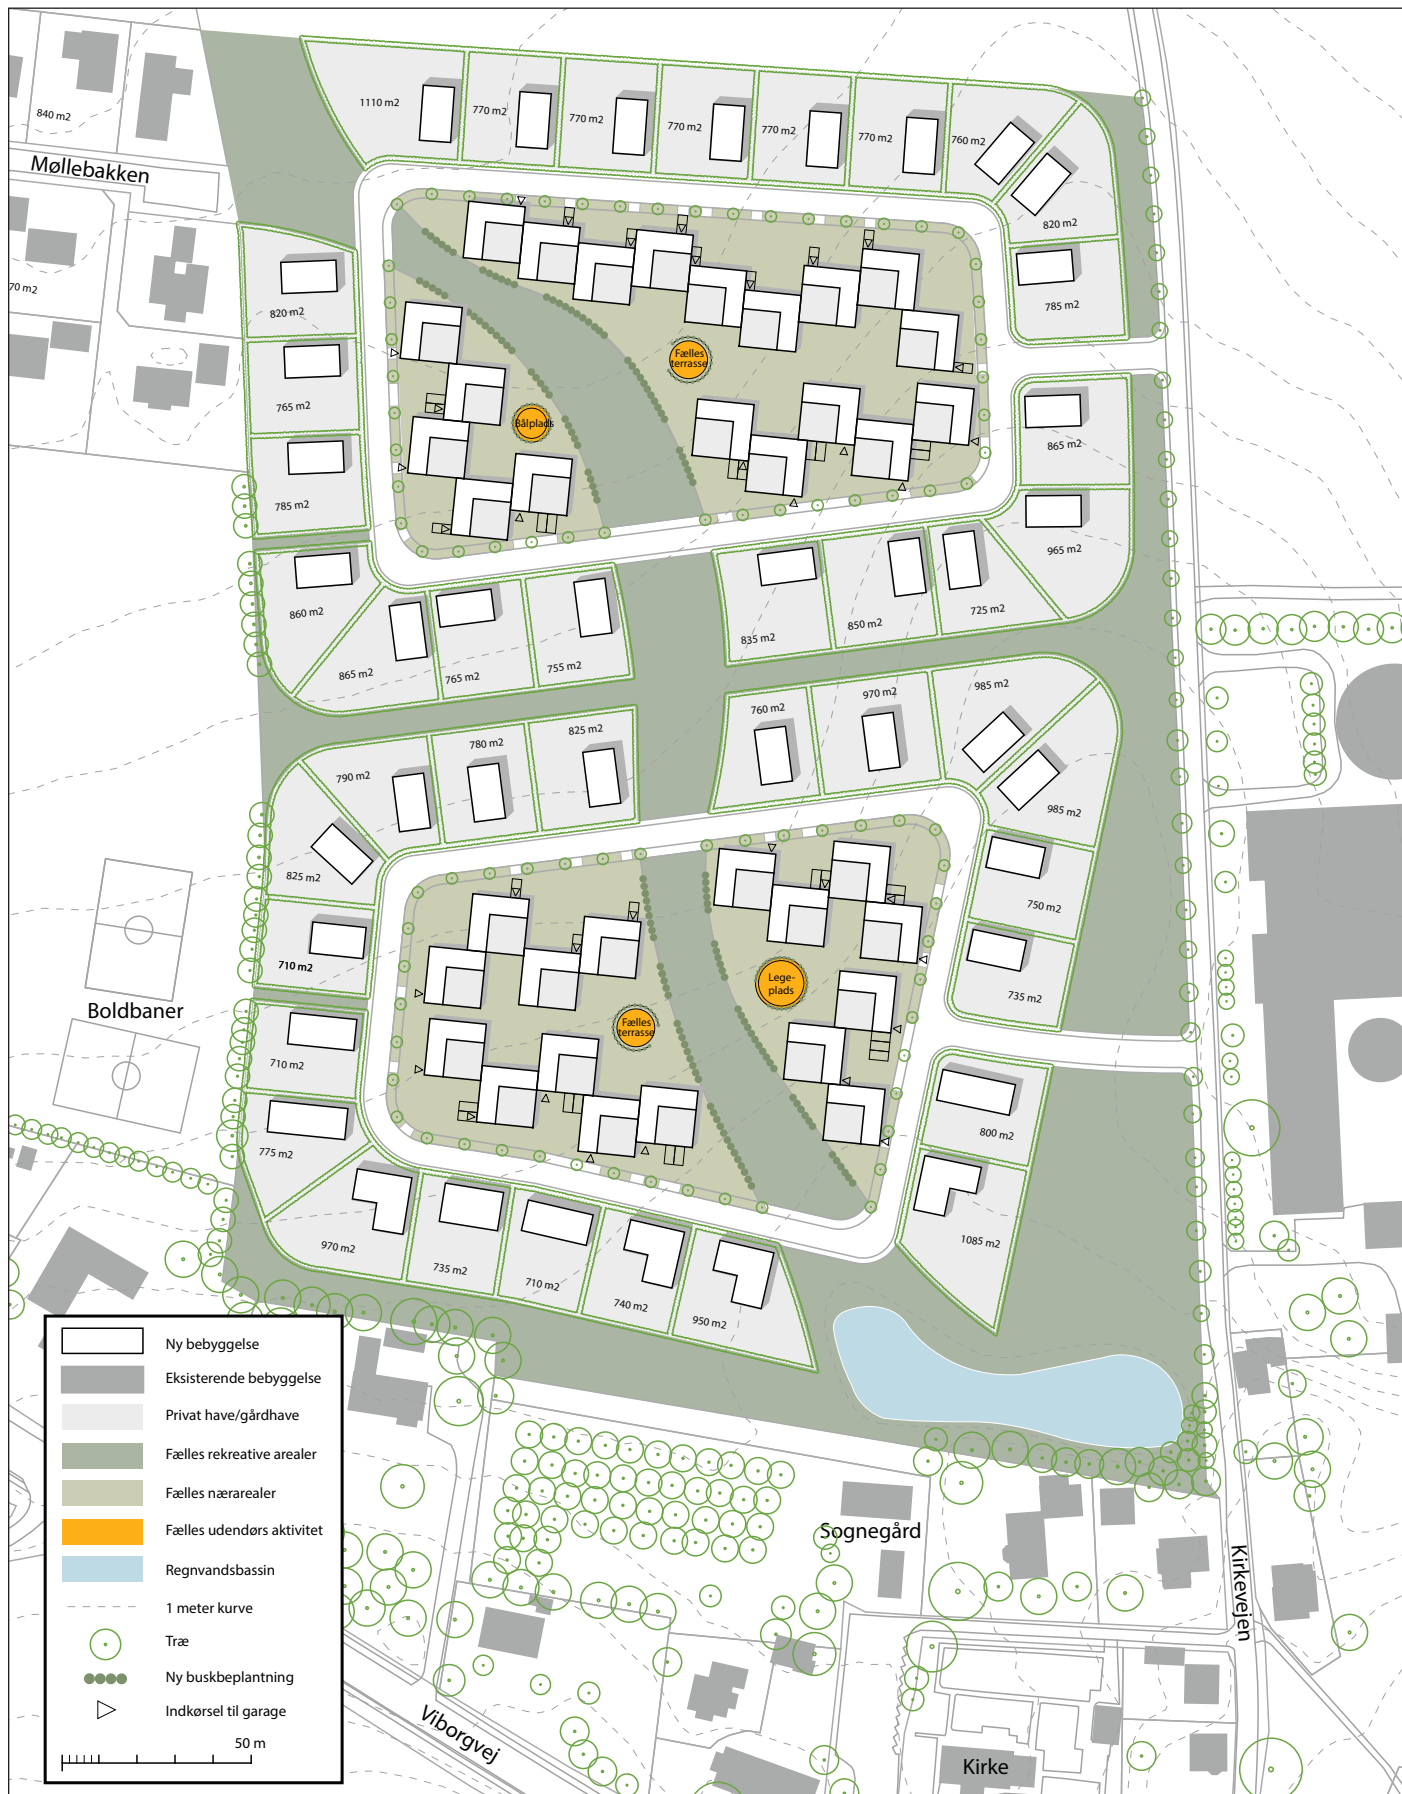 840 m2
Møllebakken
70 m2
1110 m2
770 m2
770 m2
770 m2
770 m2
770 m2
760 m2
820 m2
785 m2
820 m2
765 m2
785 m2
Fælles
terrasse
Bålplads
865 m2
965 m2
860 m2
865 m2
765 m2
755 m2
835 m2
850 m2
725 m2
825 m2
780 m2
790 m2
825 m2
710 m2
760 m2
970 m2
985 m2
985 m2
750 m2
735 m2
Boldbaner
Lege-
plads
Fælles
terrasse
710 m2
775 m2
970 m2
735 m2
710 m2
740 m2
950 m2
800 m2
1085 m2
Ny bebyggelse
Eksisterende bebyggelse
Privat have/gårdhave
Fælles rekreative arealer
Fælles nærarealer
Fælles udendørs aktivitet
Regnvandsbassin
1 meter kurve
Træ
Ny buskbeplantning
Indkørsel til garage
50 m
Sognegård
Kirkevejen
Viborgvej
Kirke